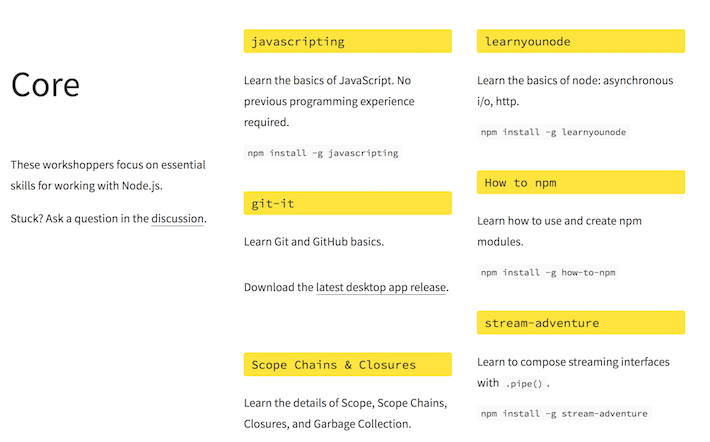 Core
These workshoppers focus on essential
skills for working with Node.js.
Stuck? Ask a question in the discussion.
javascripting
Learn the basics of JavaScript. No
previous programming experience
required.
npm install -g javascripting
git-it
Learn Git and GitHub basics.
Download the latest desktop app release.
Scope Chains & Closures
Learn the details of Scope, Scope Chains,
Closures, and Garbage Collection.
learnyounode
Learn the basics of node: asynchronous
i/o, http.
npm install -g learnyounode
How to npm
Learn how to use and create npm
modules.
npm install -g how-to-npm
stream-adventure
Learn to compose streaming interfaces
with .pipe() .
npm install -g stream-adventure